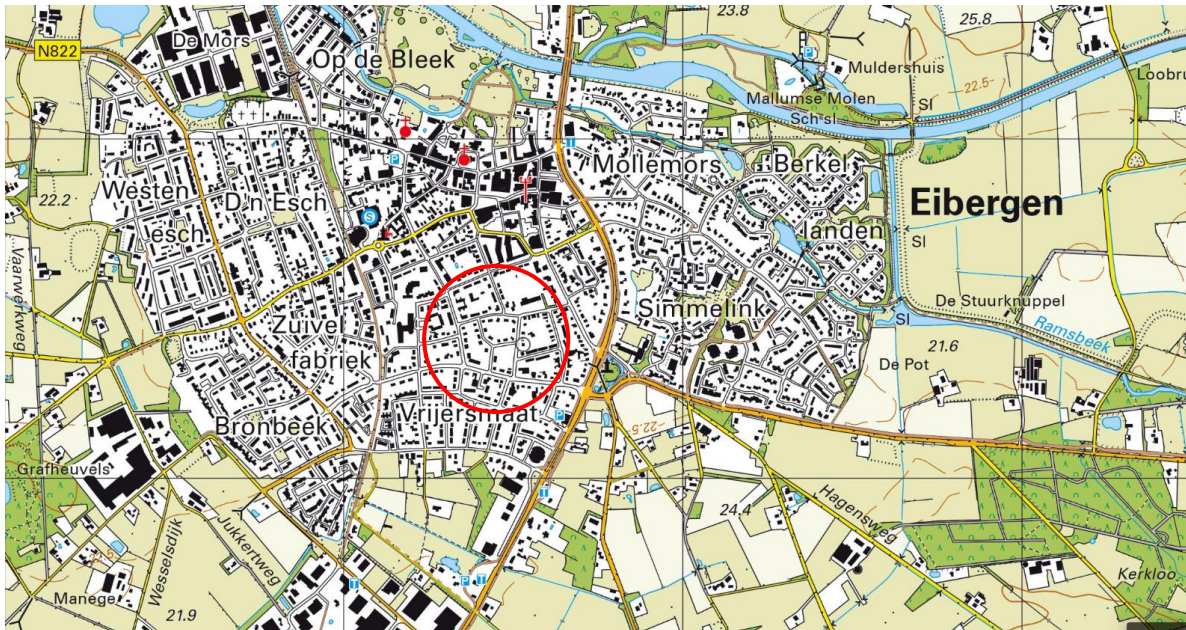 23.8
25.8
N822
De Mors
Op de Bleek
Muldershuis
22.5
Mallumse Molen
Sl
Sch sl
P
T
Mollemors
Berkel
Westen
esch
22.2
D'n Esch
S
Eibergen
landen
Sl
Vaarwerkweg
De Stuurknuppel
Simmelink
Sl
Ramsbeek
Zuivel
fabriek
21.6
De Pot
Vrijersmaat
P
22.5
Bronbeek
Grafheuvels
T
Hagensweg
24.4
Wesselsdijk
Jukkertweg
T
P
T
Manege
21.9
Kerkloo